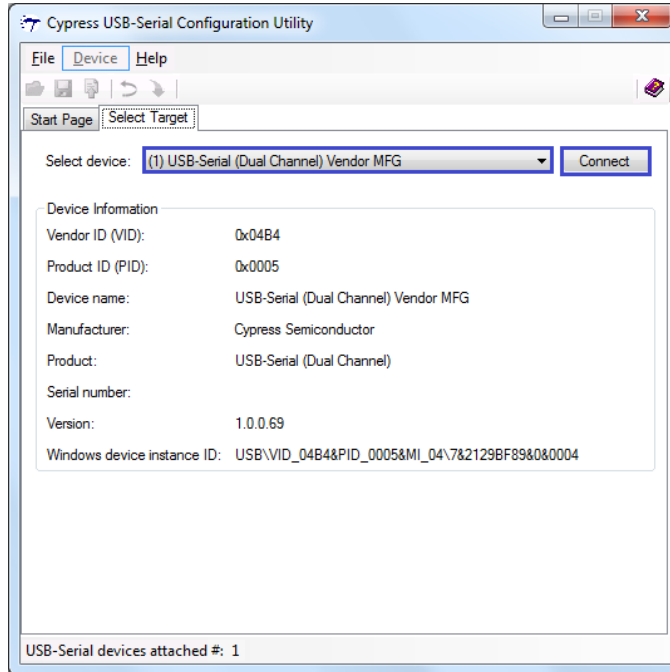 Cypress USB-Serial Configuration Utility
File Device Help
Start Page Select Target
Select device: (1) USB-Serial (Dual Channel) Vendor MFG Connect
Device Information
Vendor ID (VID): 0x04B4
Product ID (PID): 0x0005
Device name: USB-Serial (Dual Channel) Vendor MFG
Manufacturer: Cypress Semiconductor
Product: USB-Serial (Dual Channel)
Serial number:
Version: 1.0.0.69
Windows device instance ID: USB\VID_04B4&PID_0005&MI_04\7&2129BF89&0&0004
USB-Serial devices attached #: 1